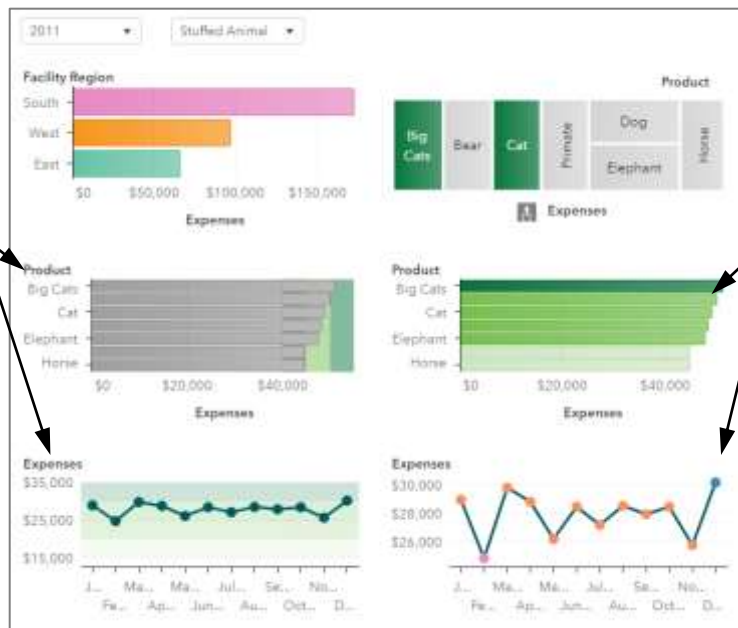 2011 Stuffed Animal
Facility Region
South
West
East
$0 $50,000 $100,000 $150,000
Expenses
Product
Big Cats
Bear
Cat
Primate
Dog
Elephant
Horse
Expenses
Product
Big Cats
Cat
Elephant
Horse
$0 $20,000 $40,000
Expenses
Product
Big Cats
Cat
Elephant
Horse
$0 $20,000 $40,000
Expenses
Expenses
$35,000
$25,000
$15,000
J... Ma... Ma... Jul... Se... No...
Fe... Ap... Jun... Au... Oct... D...
Expenses
$30,000
$28,000
$26,000
J... Ma... Ma... Jul... Se... No...
Fe... Ap... Jun... Au... Oct... D...